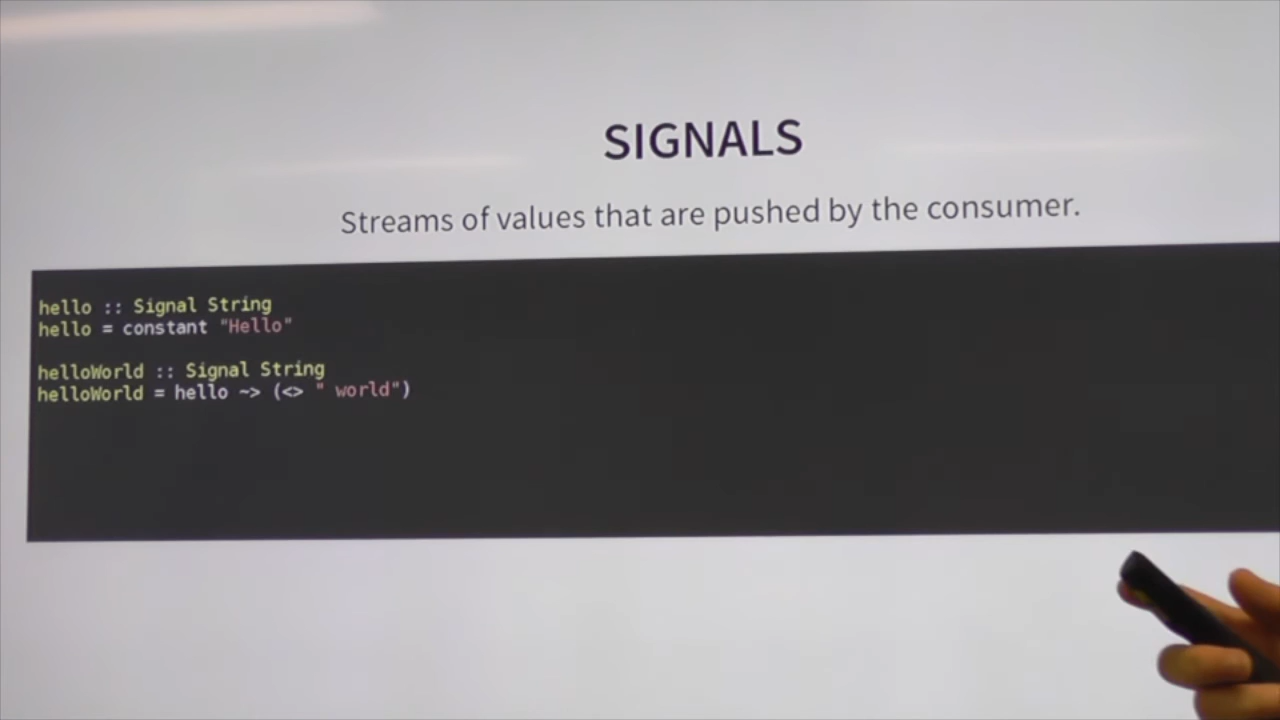 SIGNALS
Streams of values that are pushed by the consumer.
hello :: Signal String
hello = constant "Hello"
helloWorld :: Signal String
helloWorld = hello ~> (<> " world")